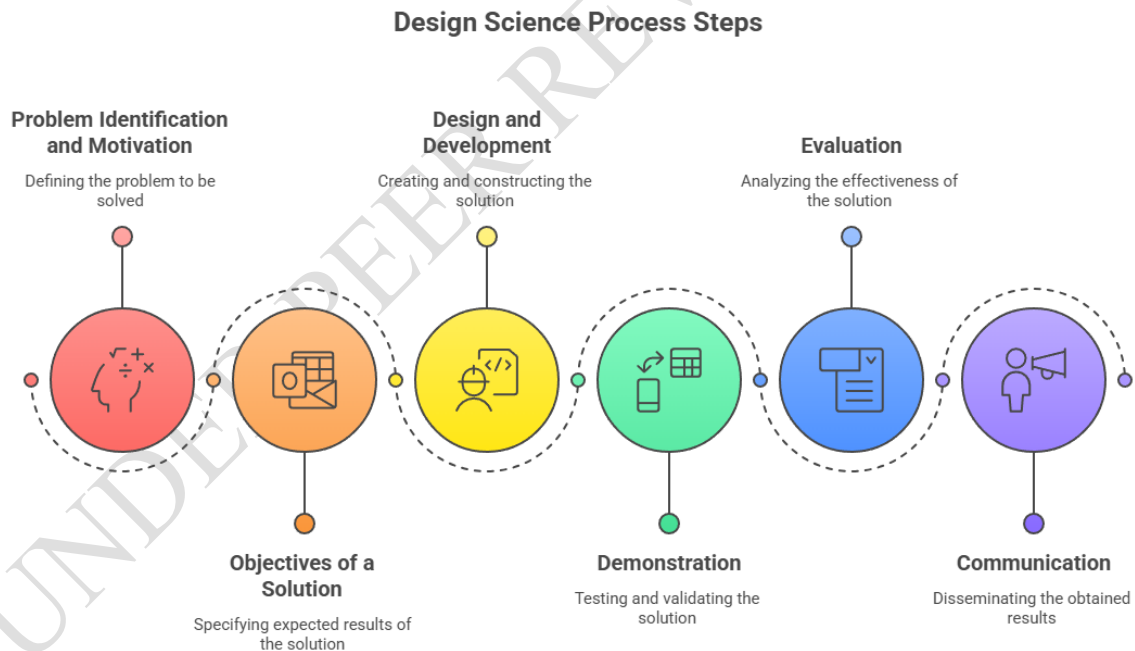 Design Science Process Steps
Problem Identification
and Motivation
Defining the problem to be
solved
Objectives of a
Solution
Specifying expected results of
the solution
Design and
Development
Creating and constructing the
solution
Demonstration
Testing and validating the
solution
Evaluation
Analyzing the effectiveness of
the solution
Communication
Disseminating the obtained
results
UNDER PEER